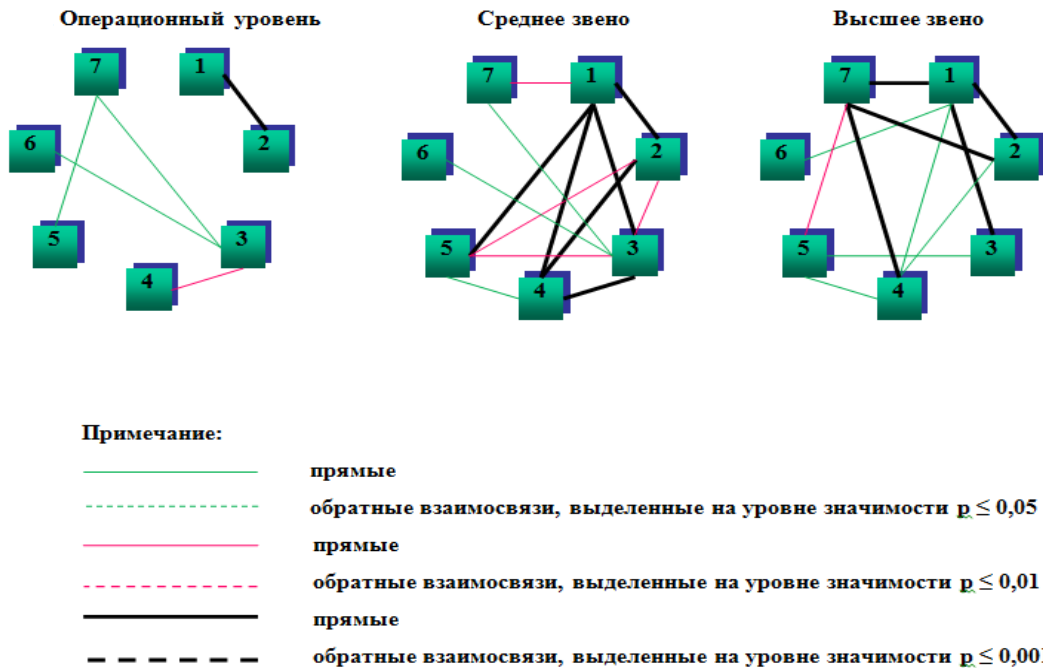 Операционный уровень
Среднее звено
Высшее звено
7
1
6
2
5
3
4
7
1
6
2
5
3
4
7
1
6
2
5
3
4
Примечание:
прямые
обратные взаимосвязи, выделенные на уровне значимости p ≤ 0,05
прямые
обратные взаимосвязи, выделенные на уровне значимости p ≤ 0,01
прямые
обратные взаимосвязи, выделенные на уровне значимости p ≤